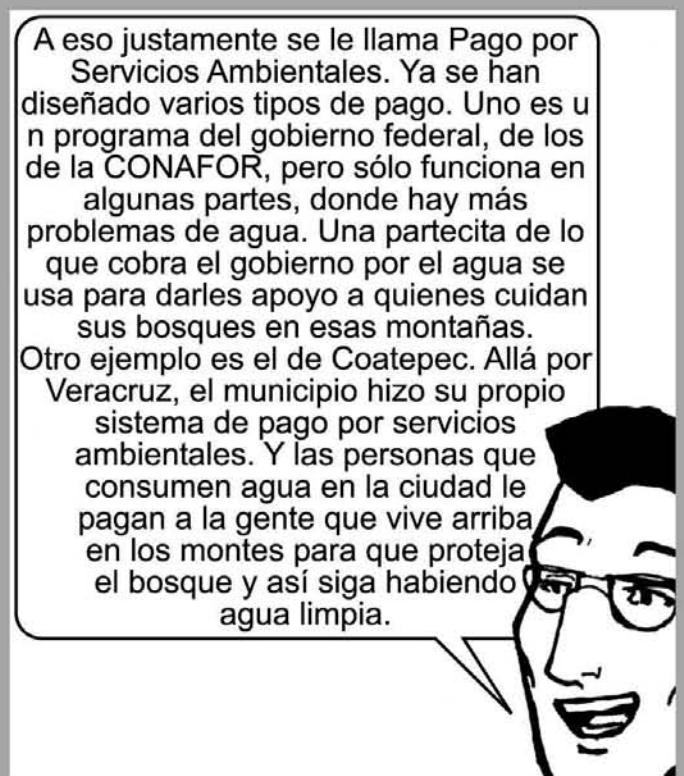 A eso justamente se le llama Pago por
Servicios Ambientales. Ya se han
diseñado varios tipos de pago. Uno es u
n programa del gobierno federal, de los
de la CONAFOR, pero sólo funciona en
algunas partes, donde hay más
problemas de agua. Una partecita de lo
que cobra el gobierno por el agua se
usa para darles apoyo a quienes cuidan
sus bosques en esas montañas.
Otro ejemplo es el de Coatepec. Allá por
Veracruz, el municipio hizo su propio
sistema de pago por servicios
ambientales. Y las personas que
consumen agua en la ciudad le
pagan a la gente que vive arriba
en los montes para que proteja
el bosque y así siga habiendo
agua limpia.